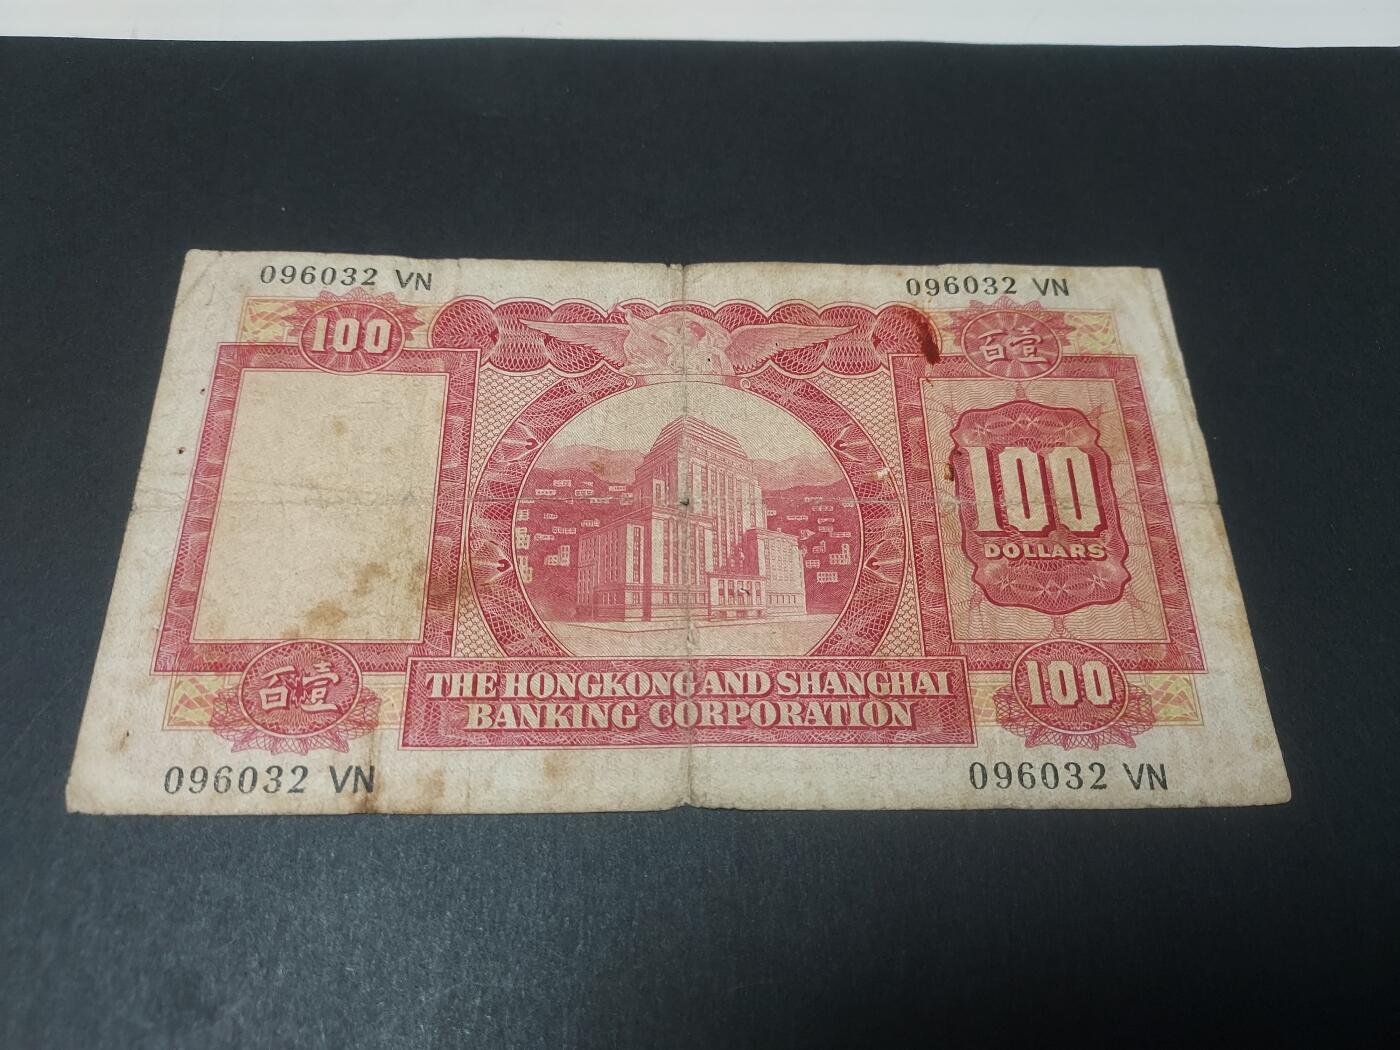 096032 VN
096032 VN
100
百壹
100
DOLLARS
百壹
100
THE HONGKONG AND SHANGHAI
BANKING CORPORATION
096032 VN
096032 VN